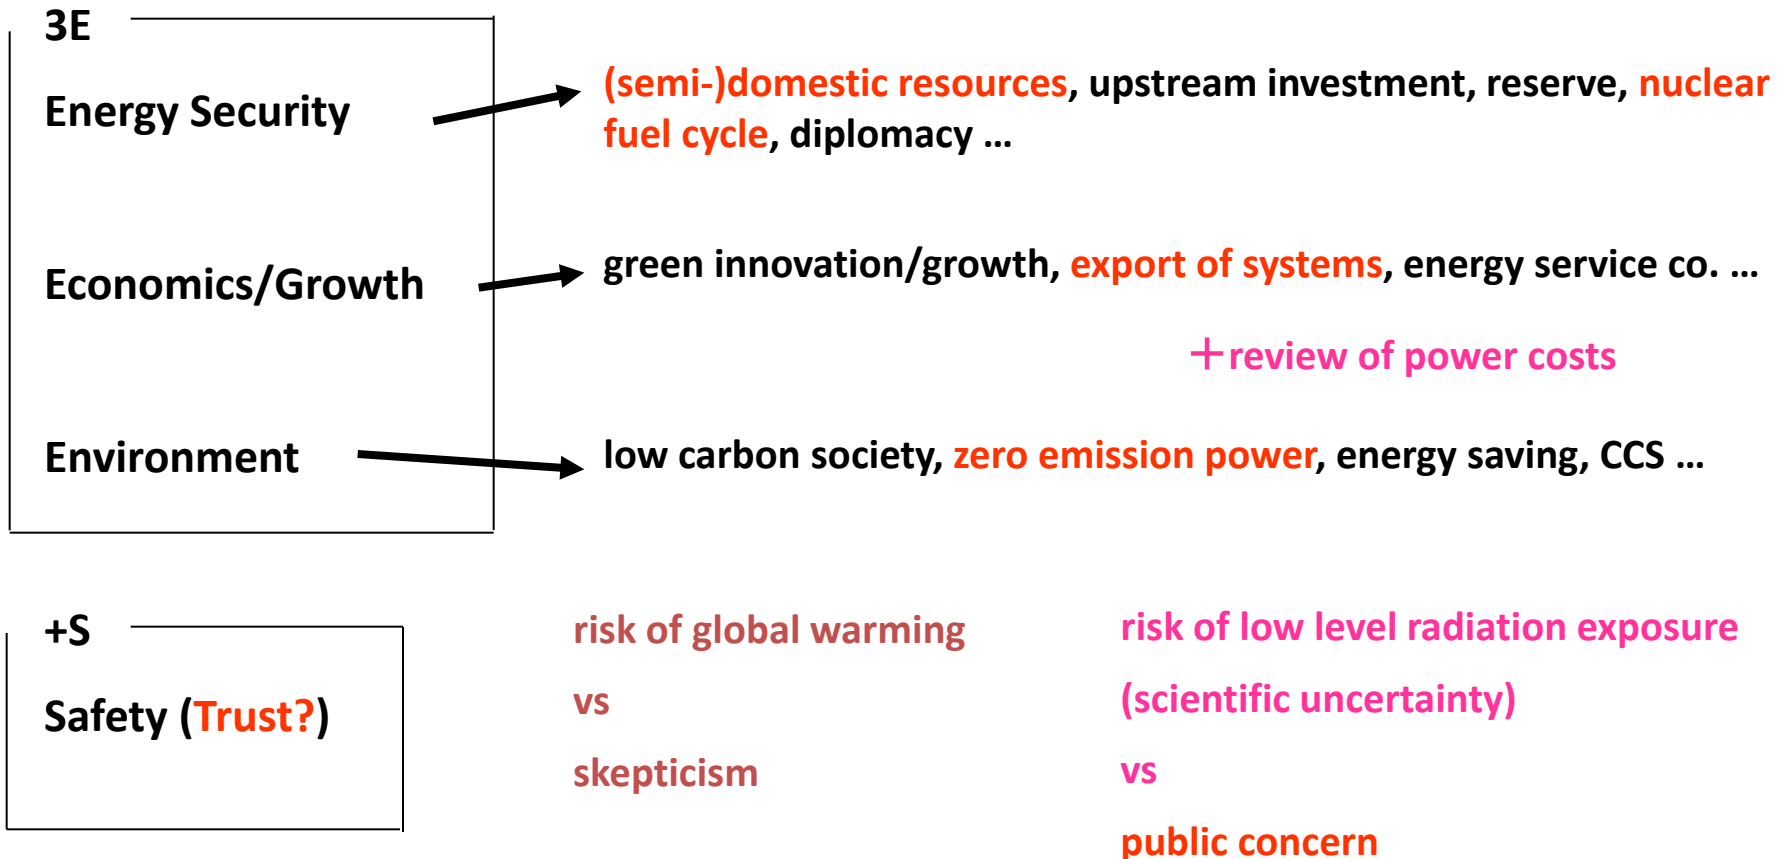 3E
Energy Security
(semi-)domestic resources, upstream investment, reserve, nuclear
fuel cycle, diplomacy …
Economics/Growth
green innovation/growth, export of systems, energy service co. …
＋review of power costs
Environment
low carbon society, zero emission power, energy saving, CCS …
+S
Safety (Trust?)
risk of global warming
vs
skepticism
risk of low level radiation exposure
(scientific uncertainty)
vs
public concern